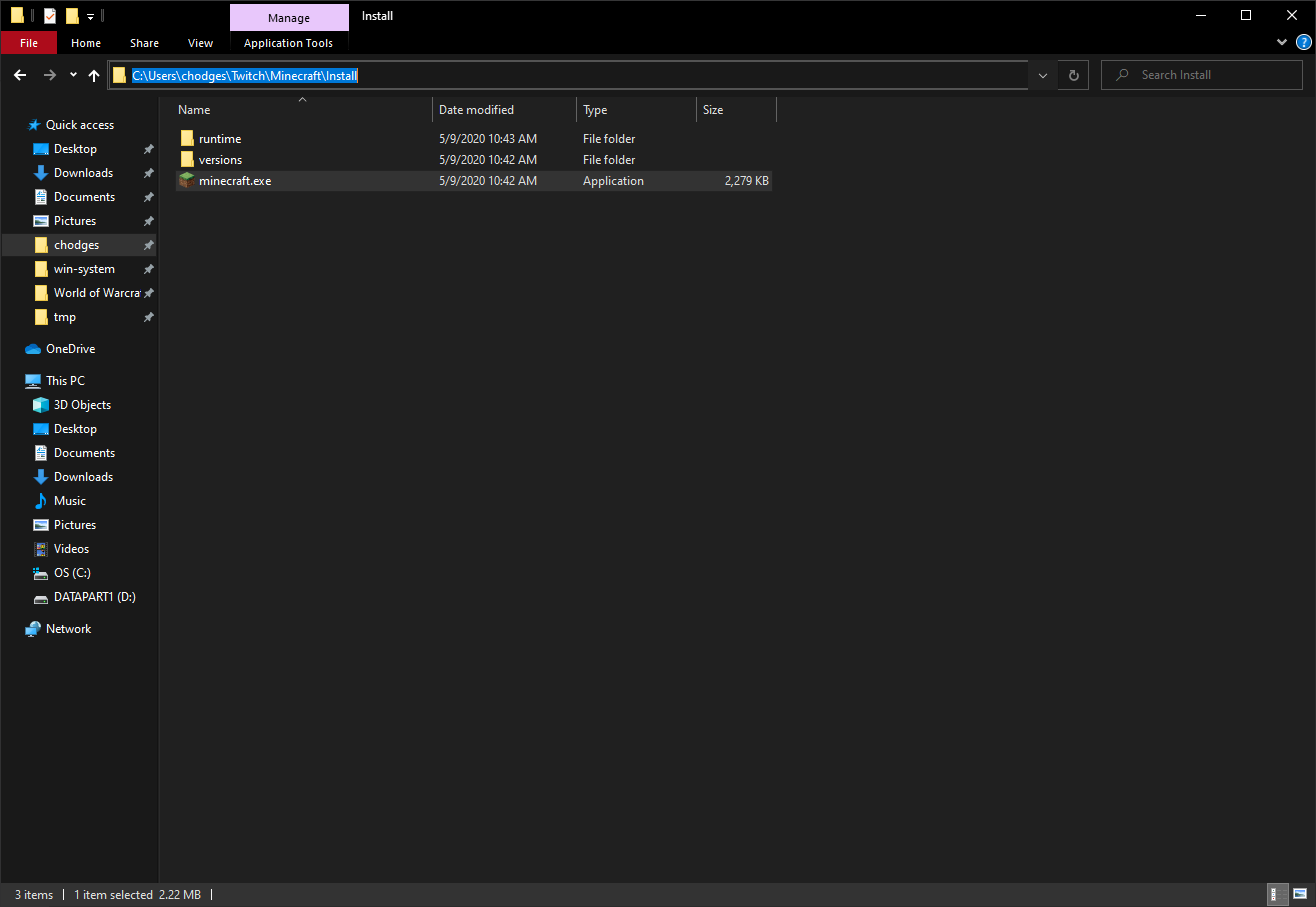 Manage
Install
File
Home
Share
View
Application Tools
?
C:\Users\chodges\Twitch\Minecraft\Install
Search Install
Name
Date modified
Type
Size
runtime
5/9/2020 10:43 AM
File folder
versions
5/9/2020 10:42 AM
File folder
minecraft.exe
5/9/2020 10:42 AM
Application
2,279 KB
Quick access
Desktop
Downloads
Documents
Pictures
chodges
win-system
World of Warcra
tmp
OneDrive
This PC
3D Objects
Desktop
Documents
Downloads
Music
Pictures
Videos
OS (C:)
DATAPART1 (D:)
Network
3 items
1 item selected 2.22 MB